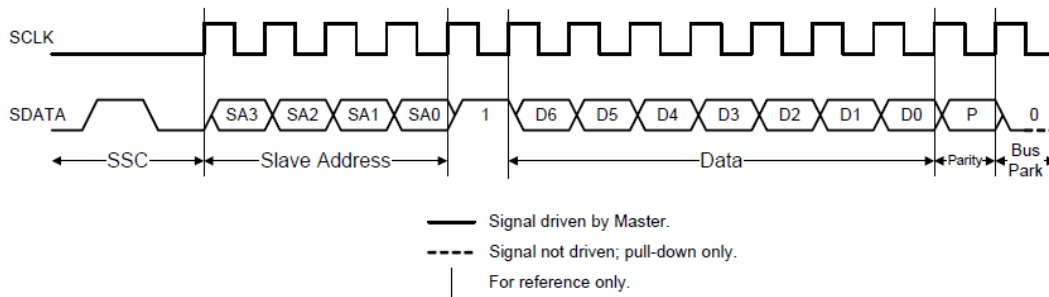 SCLK
SDATA
SA3 SA2 SA1 SA0 1 D6 D5 D4 D3 D2 D1 D0 P 0
SSC Slave Address Data Parity Bus Park
Signal driven by Master.
Signal not driven; pull-down only.
For reference only.